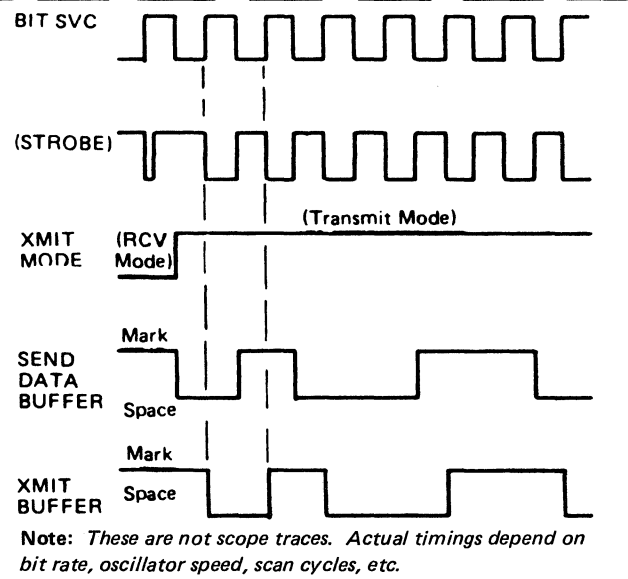 BIT SVC
(STROBE)
(Transmit Mode)
XMIT
MODE
(RCV
Mode)
Mark
SEND
DATA
BUFFER
Space
Mark
XMIT
BUFFER
Space
Note: These are not scope traces. Actual timings depend on
bit rate, oscillator speed, scan cycles, etc.